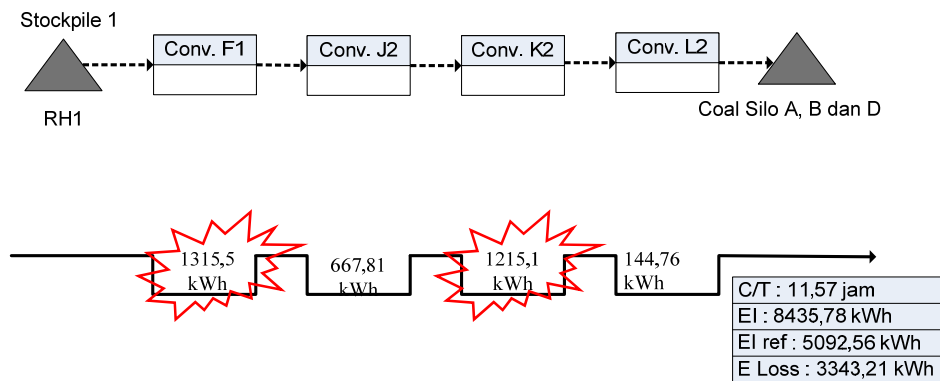 Stockpile 1
Conv. F1
Conv. J2
Conv. K2
Conv. L2
RH1
Coal Silo A, B dan D
1315,5
kWh
667,81
kWh
1215,1
kWh
144,76
kWh
C/T : 11,57 jam
EI : 8435,78 kWh
EI ref : 5092,56 kWh
E Loss : 3343,21 kWh